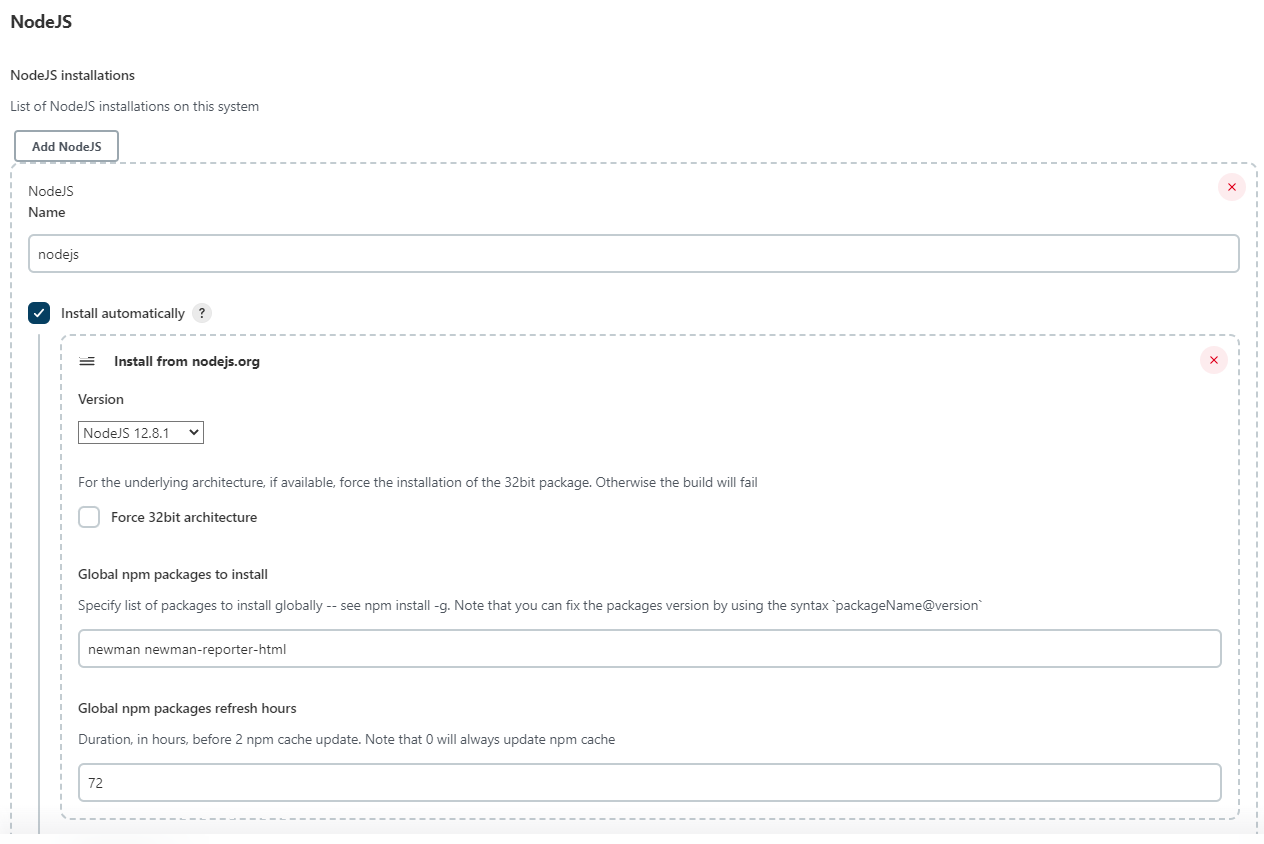 NodeJS
NodeJS installations
List of NodeJS installations on this system
Add NodeJS
NodeJS
Name
nodejs
Install automatically ?
Install from nodejs.org
Version
NodeJS 12.8.1
For the underlying architecture, if available, force the installation of the 32bit package. Otherwise the build will fail
Force 32bit architecture
Global npm packages to install
Specify list of packages to install globally -- see npm install -g. Note that you can fix the packages version by using the syntax `packageName@version`
newman newman-reporter-html
Global npm packages refresh hours
Duration, in hours, before 2 npm cache update. Note that 0 will always update npm cache
72